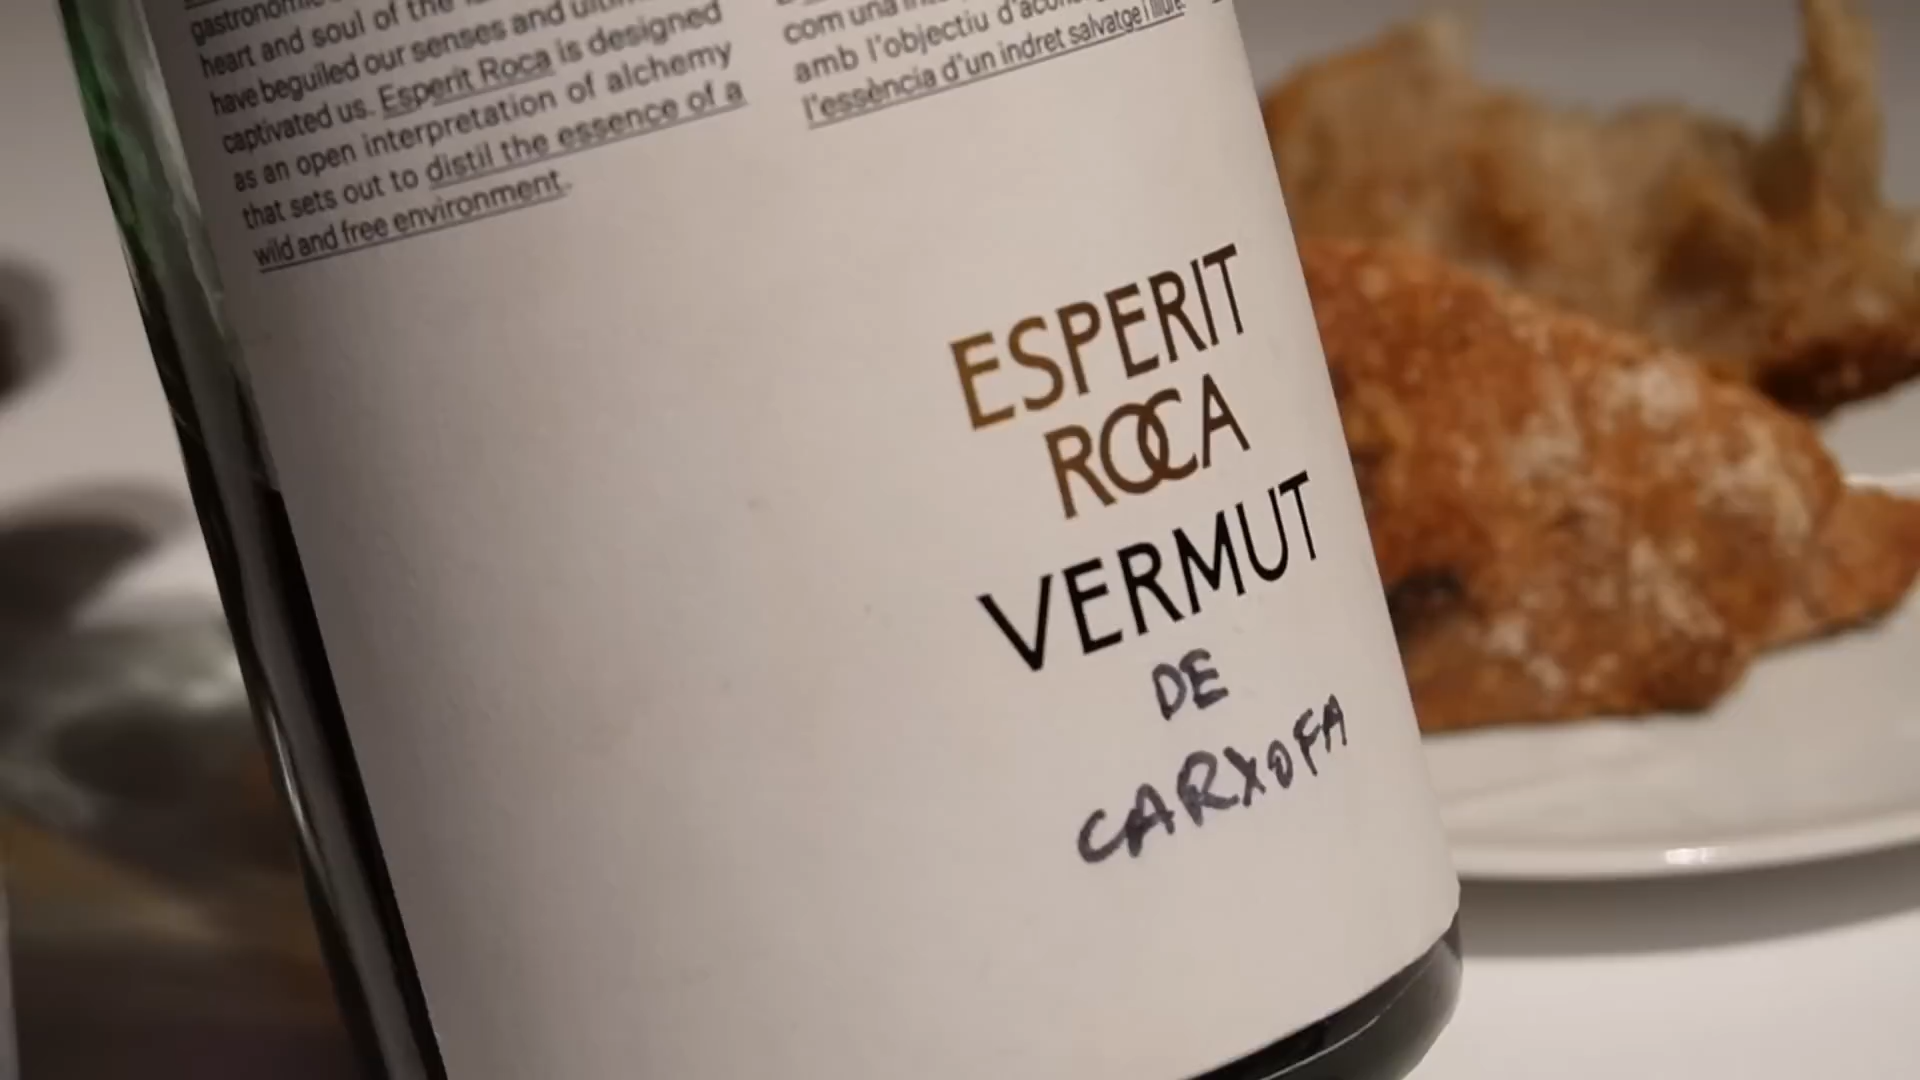 heart and soul of the
have beguiled our senses and
captivated us. Esperit Roca is designed
as an open interpretation of alchemy
that sets out to distil the essence of a
wild and free environment.
com una
amb l'objectiu
l'essència d'un indret salvatge i lliure.
ESPERIT
ROCA
VERMUT
DE
CARXOFA